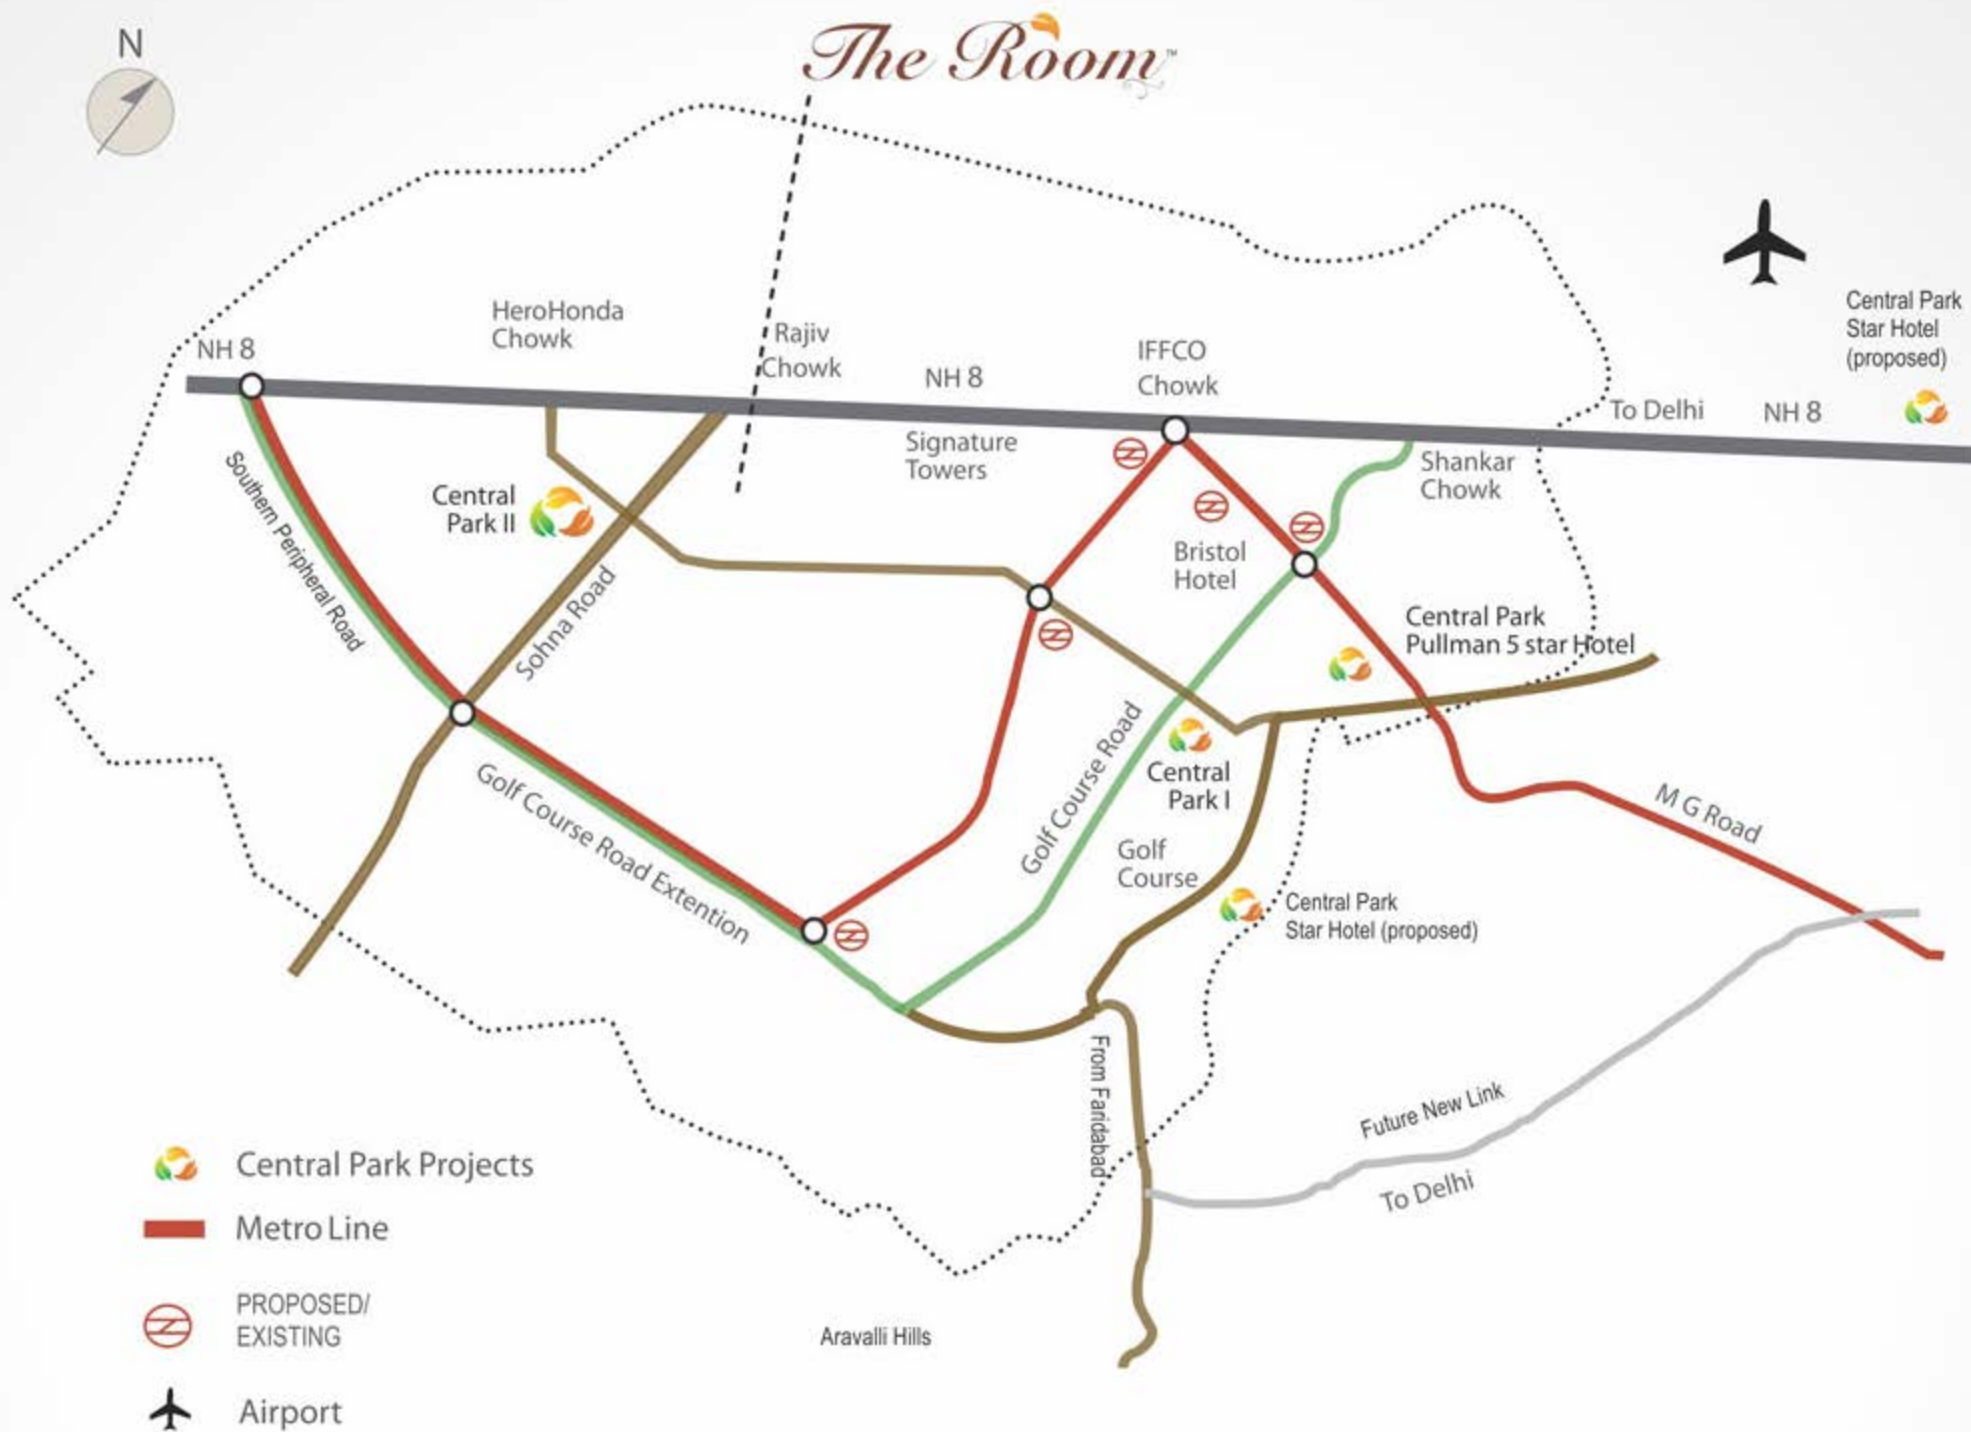 N
The Room™
Central Park
Star Hotel
(proposed)
HeroHonda
Chowk
Rajiv
Chowk
NH 8
NH 8
IFFCO
Chowk
To Delhi
NH 8
Signature
Towers
Shankar
Chowk
Southern Peripheral Road
Central
Park II
Sohna Road
Bristol
Hotel
Central Park
Pullman 5 star Hotel
Golf Course Road
Central
Park I
Golf Course Road Extention
M G Road
Golf
Course
Central Park
Star Hotel (proposed)
From Faridabad
Future New Link
To Delhi
Central Park Projects
Metro Line
PROPOSED/
EXISTING
Aravalli Hills
Airport